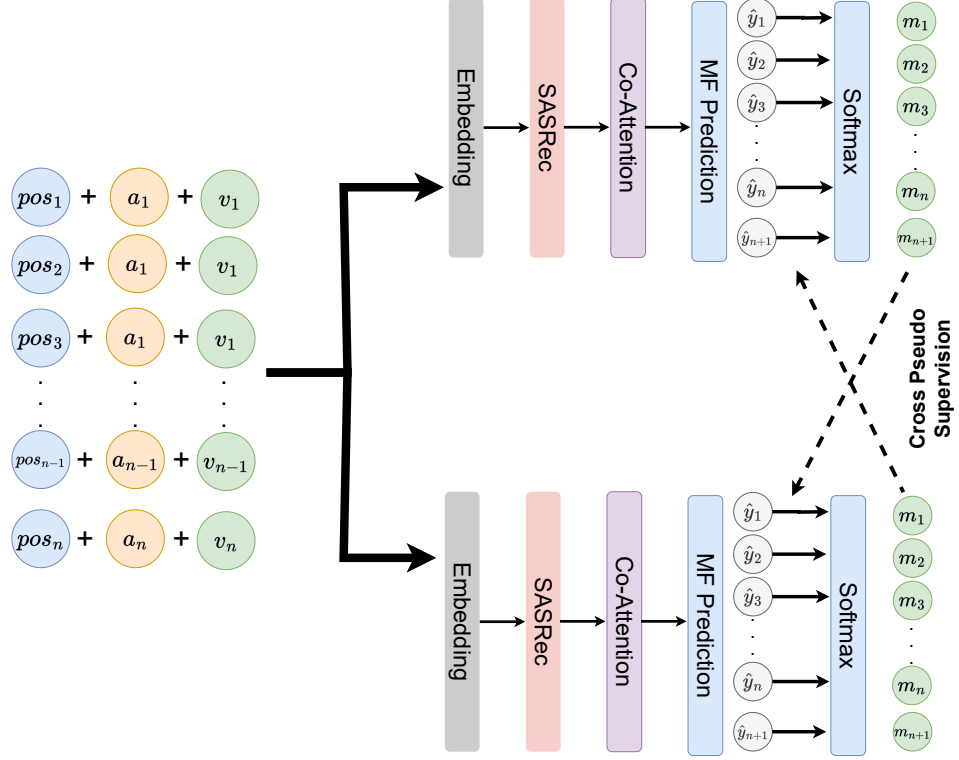 pos₁ + a₁ + v₁
pos₂ + a₁ + v₁
pos₃ + a₁ + v₁
posₙ₋₁ + aₙ₋₁ + vₙ₋₁
posₙ + aₙ + vₙ
Embedding
SASRec
Co-Attention
MF Prediction
ŷ₁
ŷ₂
ŷ₃
ŷₙ
ŷₙ₊₁
Softmax
m₁
m₂
m₃
mₙ
mₙ₊₁
Cross Pseudo
Supervision
Embedding
SASRec
Co-Attention
MF Prediction
ŷ₁
ŷ₂
ŷ₃
ŷₙ
ŷₙ₊₁
Softmax
m₁
m₂
m₃
mₙ
mₙ₊₁